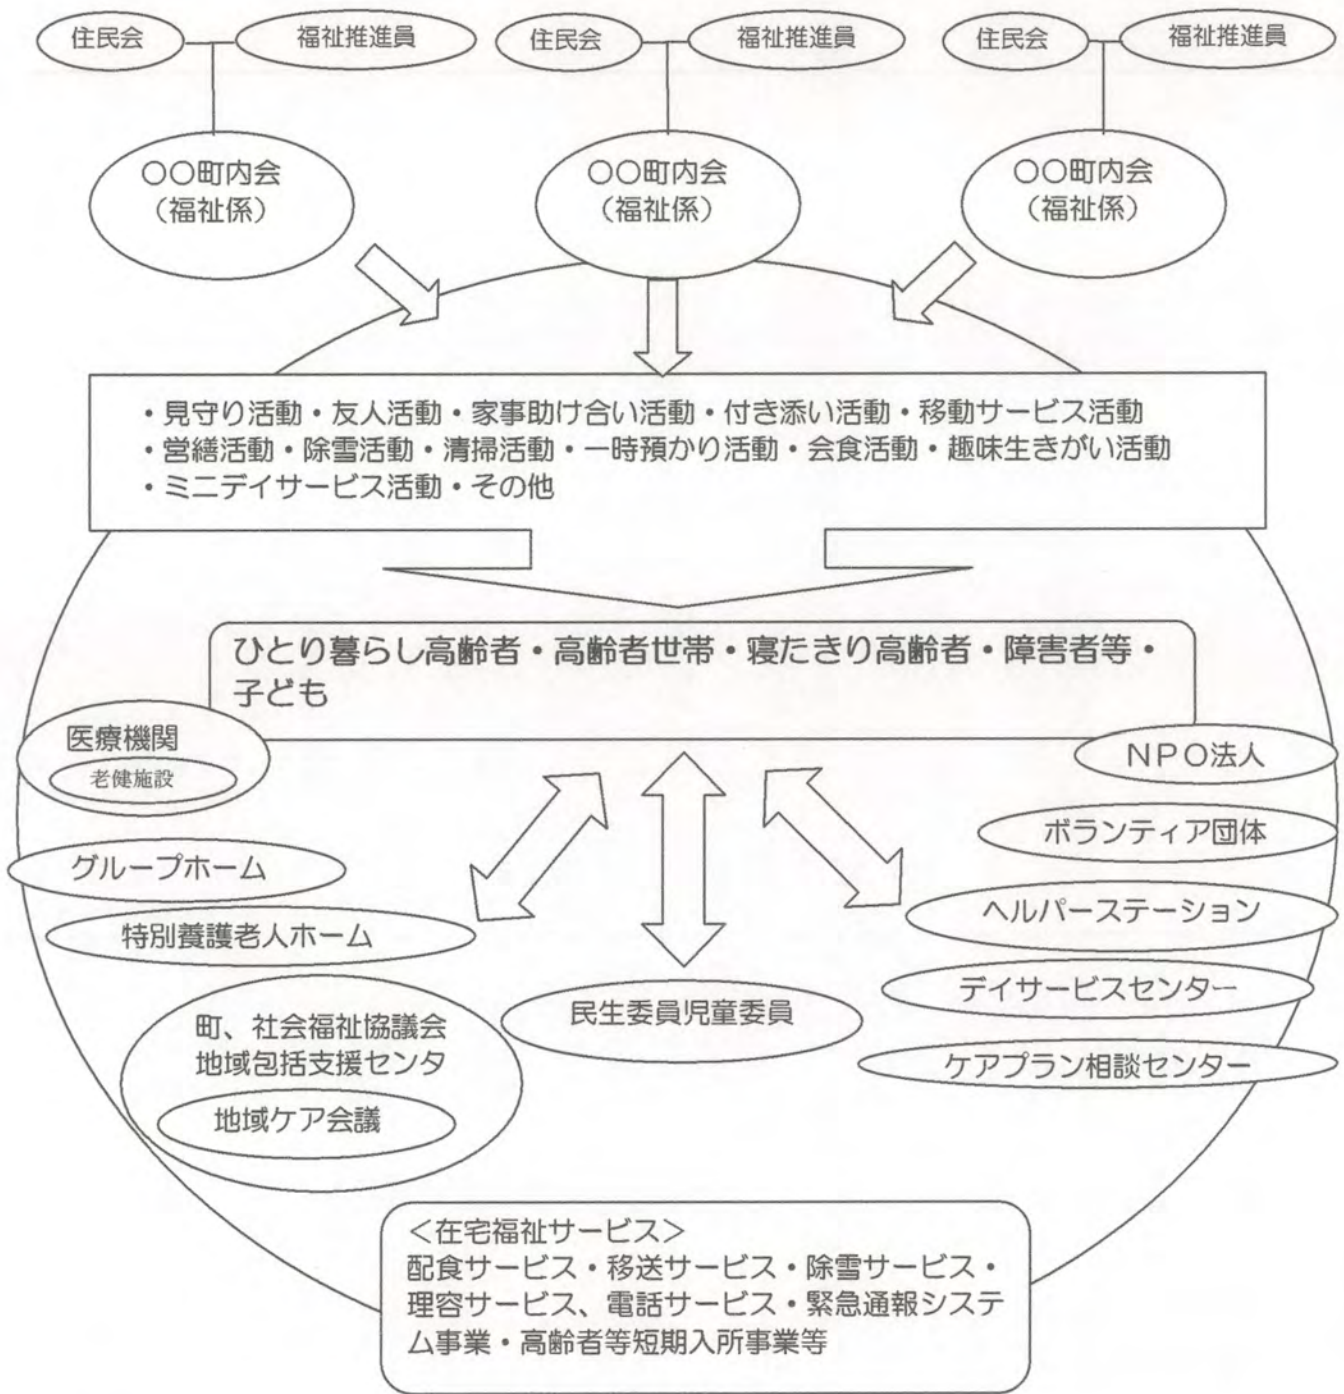 住民会
福祉推進員
住民会
福祉推進員
住民会
福祉推進員
〇〇町内会
（福祉係）
〇〇町内会
（福祉係）
〇〇町内会
（福祉係）
・見守り活動・友人活動・家事助け合い活動・付き添い活動・移動サービス活動
・営繕活動・除雪活動・清掃活動・一時預かり活動・会食活動・趣味生きがい活動
・ミニデイサービス活動・その他
ひとり暮らし高齢者・高齢者世帯・寝たきり高齢者・障害者等・
子ども
医療機関
老健施設
グループホーム
特別養護老人ホーム
町、社会福祉協議会
地域包括支援センタ
地域ケア会議
民生委員児童委員
NPO法人
ボランティア団体
ヘルパーステーション
デイサービスセンター
ケアプラン相談センター
＜在宅福祉サービス＞
配食サービス・移送サービス・除雪サービス・
理容サービス、電話サービス・緊急通報システ
ム事業・高齢者等短期入所事業等